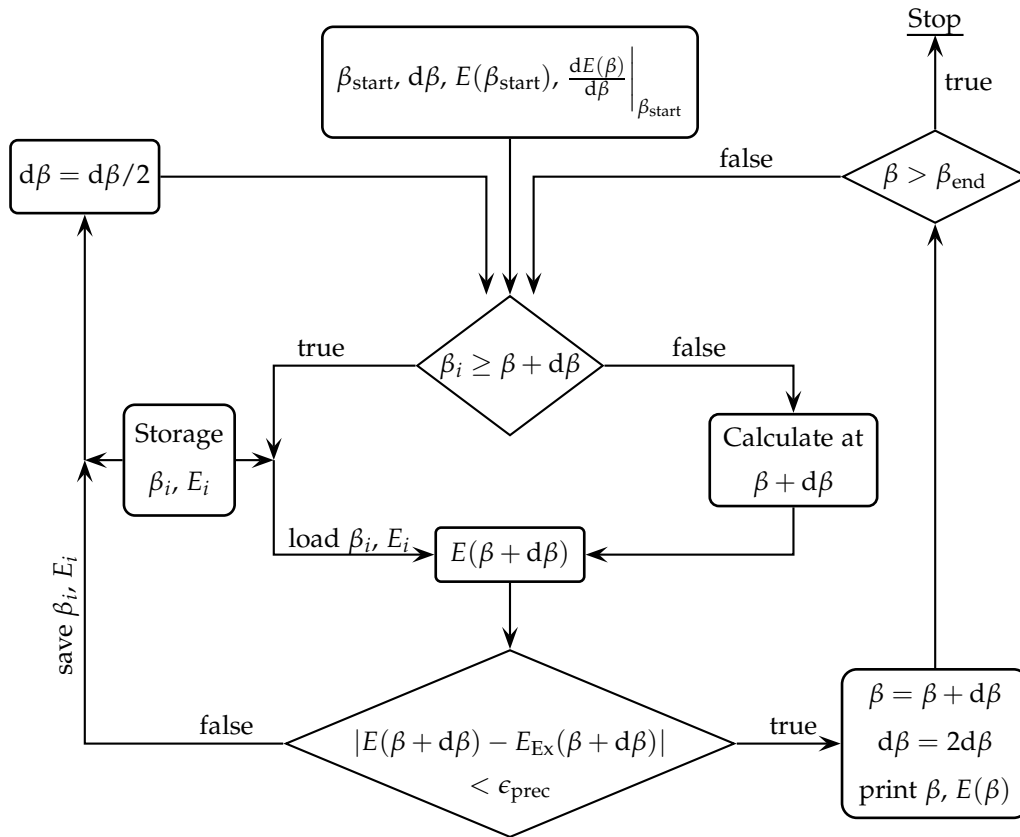 Stop
β_start, dβ, E(β_start), dE(β)/dβ |_β_start
true
dβ = dβ/2
false
β > β_end
true
β_i ≥ β + dβ
false
Storage
β_i, E_i
Calculate at
β + dβ
load β_i, E_i
E(β + dβ)
save β_i, E_i
false
|E(β + dβ) − E_Ex(β + dβ)|
< ϵ_prec
true
β = β + dβ
dβ = 2dβ
print β, E(β)